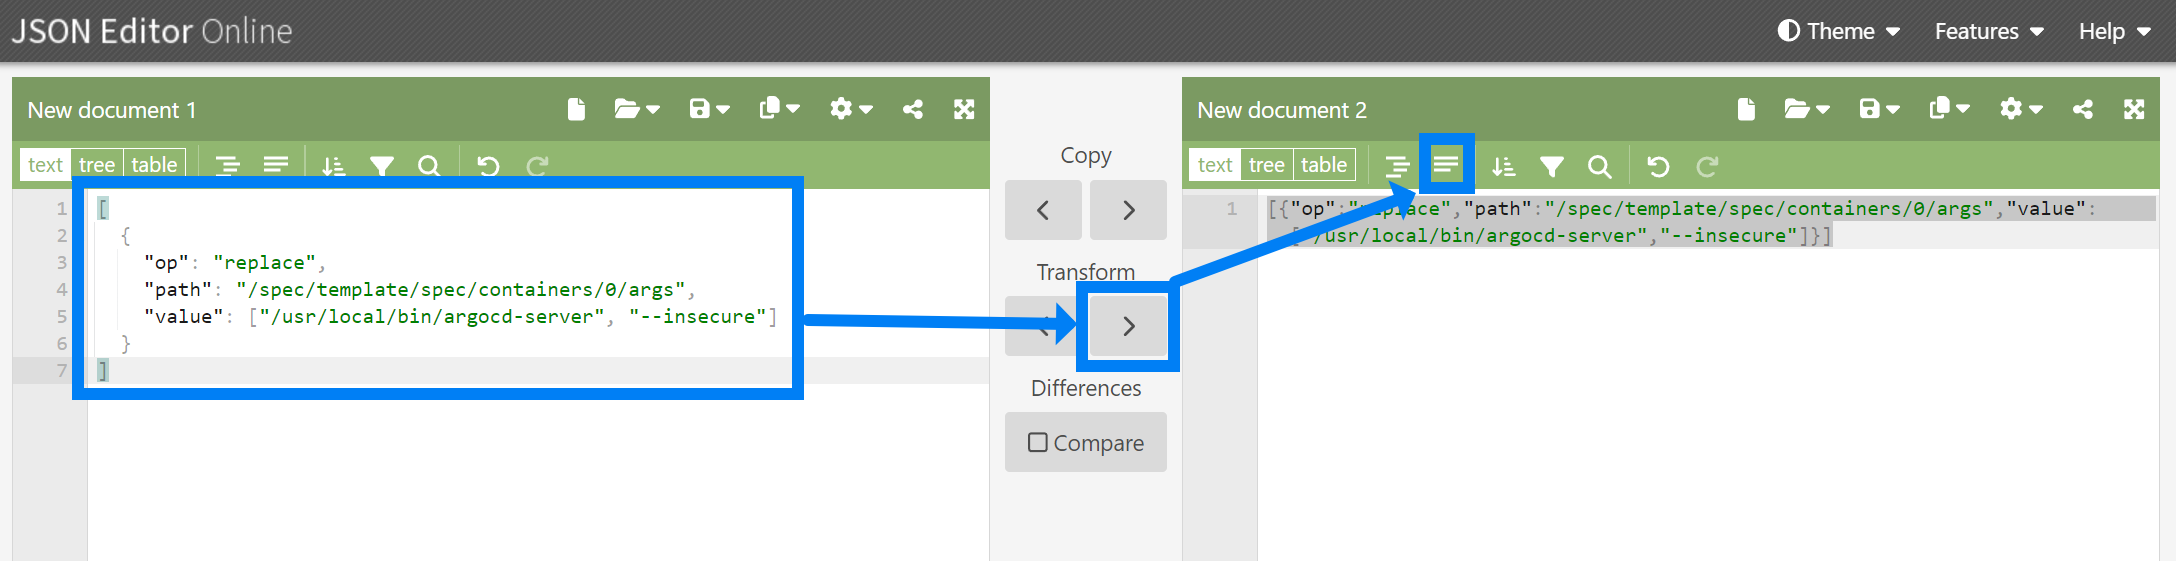 JSON Editor Online
Theme
Features
Help
New document 1
text
tree
table
1
[
2
{
3
"op": "replace",
4
"path": "/spec/template/spec/containers/0/args",
5
"value": ["/usr/local/bin/argocd-server", "--insecure"]
6
}
7
]
Copy
Transform
Differences
Compare
New document 2
text
tree
table
1
[{"op":"replace","path":"/spec/template/spec/containers/0/args","value":
["/usr/local/bin/argocd-server","--insecure"]}]